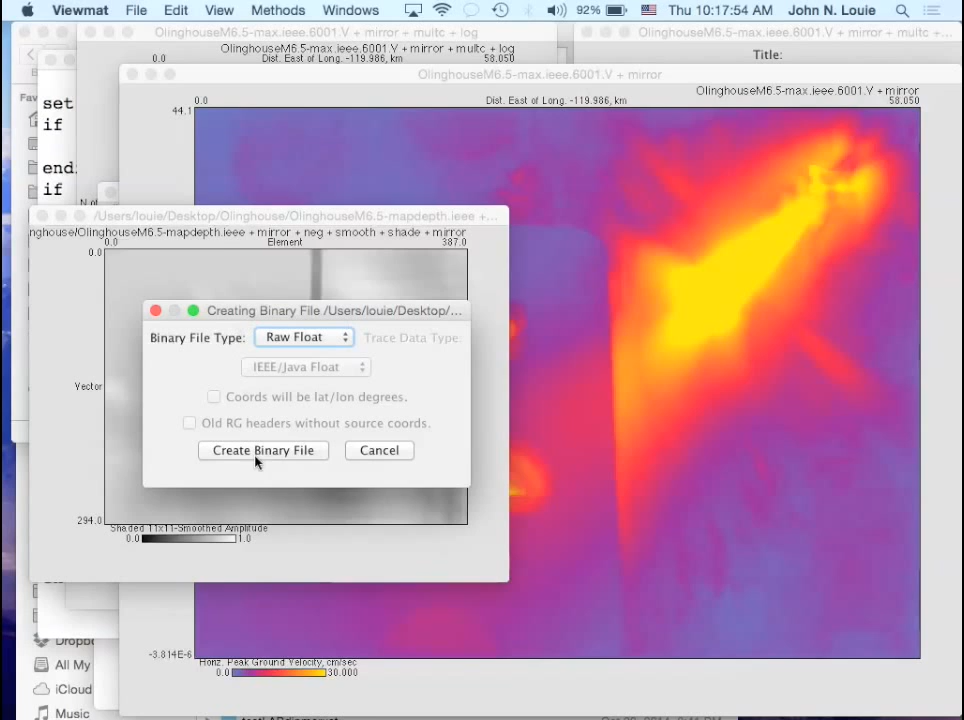 Viewmat File Edit View Methods Windows 92% Thu 10:17:54 AM John N. Louie
OlinghouseM6.5-max.ieee.6001.V + mirror + multc + log
OlinghouseM6.5-max.ieee.6001.V + mirror + multc +...
OlinghouseM6.5-max.ieee.6001.V + mirror + multc + log
0.0 Dist. East of Long. -119.986, km 58.050
Title:
OlinghouseM6.5-max.ieee.6001.V + mirror
OlinghouseM6.5-max.ieee.6001.V + mirror
0.0 Dist. East of Long. -119.986, km 58.050
44.1
Fav
set
if
end
if
N of
/Users/louie/Desktop/Olinghouse/OlinghouseM6.5-mapdepth.ieee +...
nghouse/OlinghouseM6.5-mapdepth.ieee + mirror + neg + smooth + shade + mirror
0.0 Element 387.0
0.0
Creating Binary File /Users/louie/Desktop/...
Binary File Type: Raw Float Trace Data Type:
IEEE/Java Float
Coords will be lat/lon degrees.
Vector
Old RG headers without source coords.
Create Binary File Cancel
294.0
Shaded 11x11-Smoothed Amplitude
0.0 1.0
Dropbo
-3.814E-6
Horiz. Peak Ground Velocity, cm/sec
0.0 30.000
All My
iCloud
Music